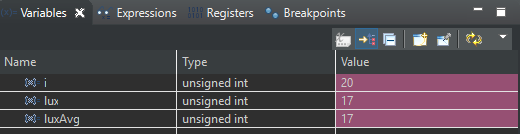 Variables Expressions Registers Breakpoints
Name Type Value
i unsigned int 20
lux unsigned int 17
luxAvg unsigned int 17